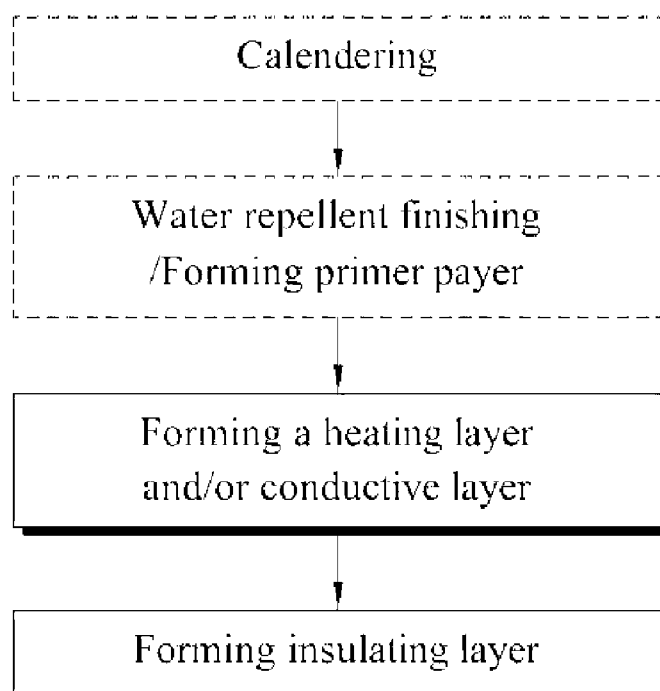 Calendering
Water repellent finishing
/Forming primer payer
Forming a heating layer
and/or conductive layer
Forming insulating layer